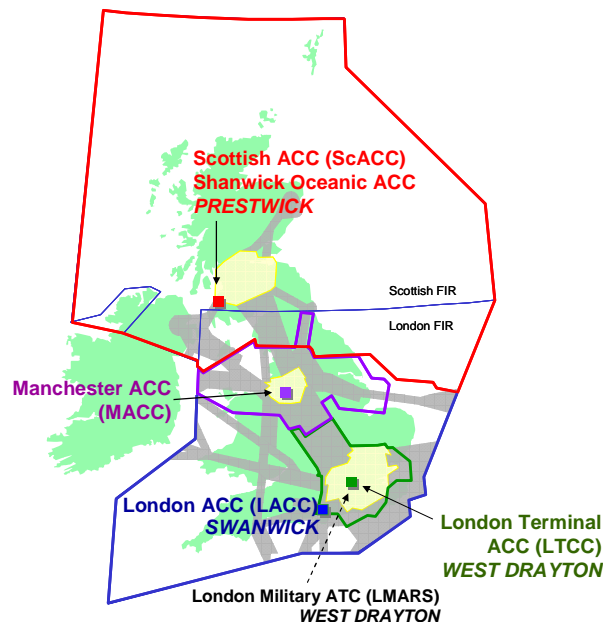 Scottish ACC (ScACC)
Shanwick Oceanic ACC
PRESTWICK
Scottish FIR
London FIR
Manchester ACC
(MACC)
London ACC (LACC)
SWANWICK
London Terminal
ACC (LTCC)
WEST DRAYTON
London Military ATC (LMARS)
WEST DRAYTON